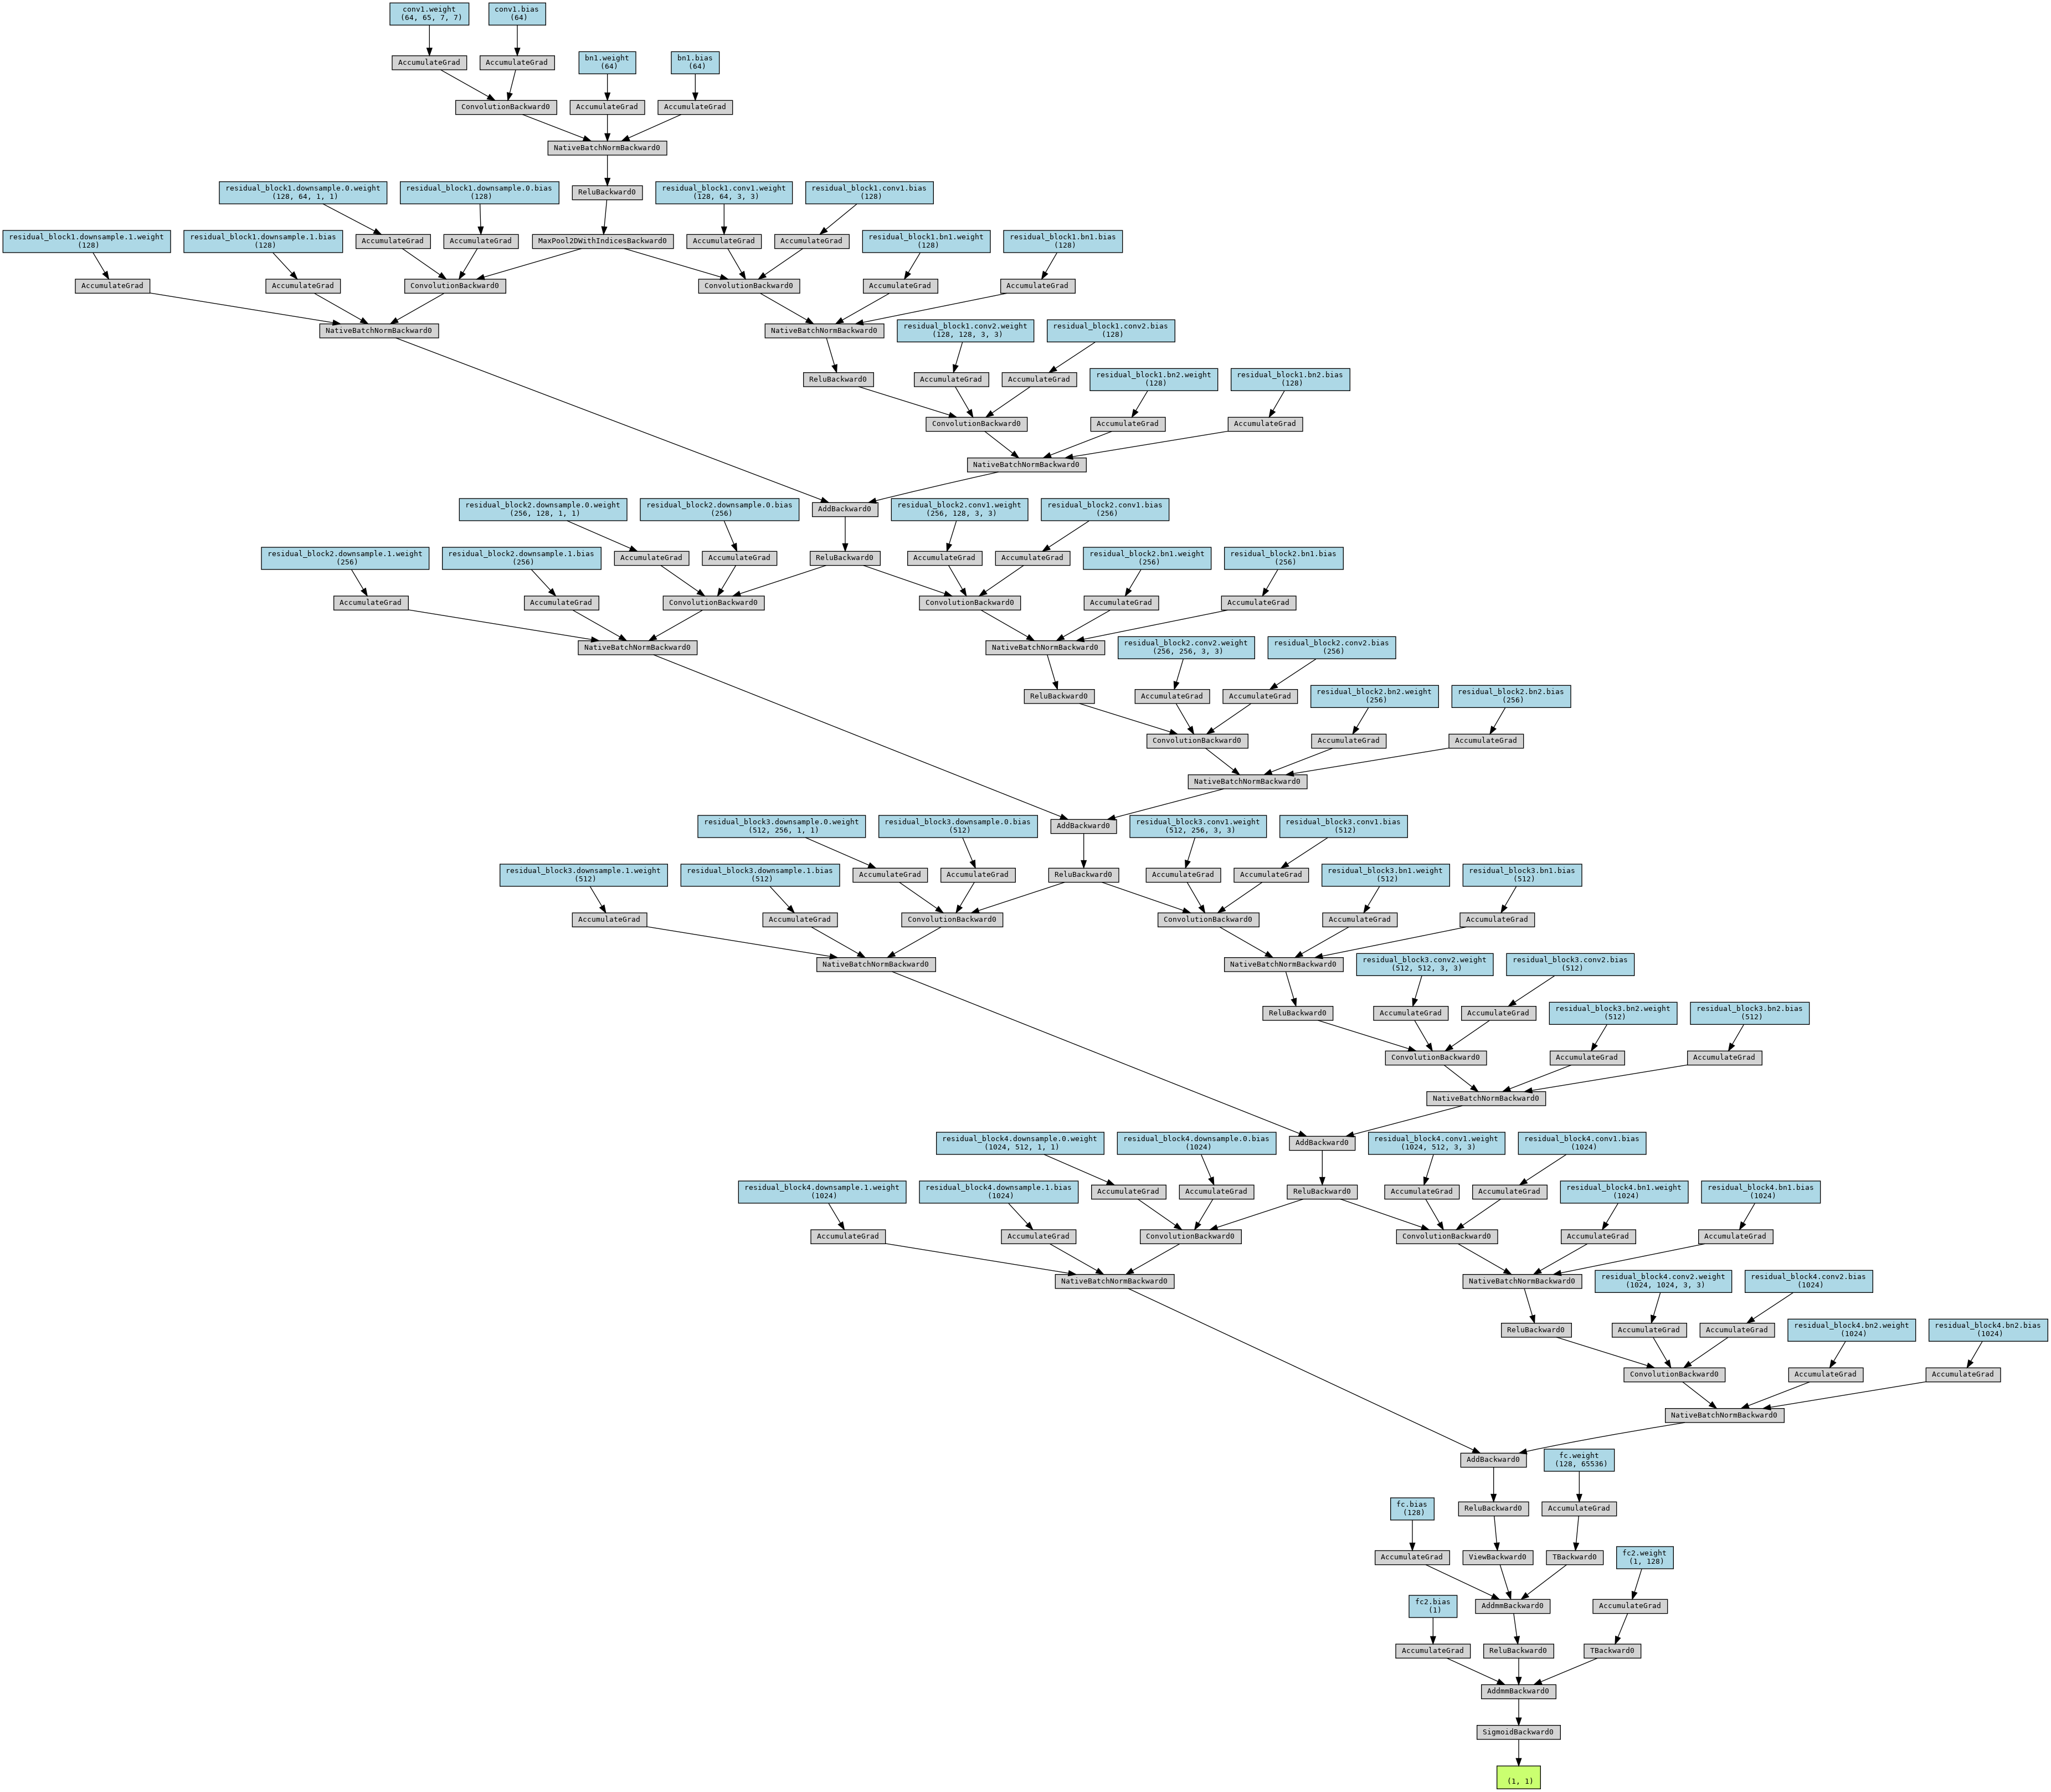 conv1.weight
(64, 65, 7, 7)
conv1.bias
(64)
AccumulateGrad
AccumulateGrad
bn1.weight
(64)
bn1.bias
(64)
ConvolutionBackward0
AccumulateGrad
AccumulateGrad
NativeBatchNormBackward0
residual_block1.downsample.0.weight
(128, 64, 1, 1)
residual_block1.downsample.0.bias
(128)
ReluBackward0
residual_block1.conv1.weight
(128, 64, 3, 3)
residual_block1.conv1.bias
(128)
residual_block1.downsample.1.weight
(128)
residual_block1.downsample.1.bias
(128)
AccumulateGrad
AccumulateGrad
MaxPool2DWithIndicesBackward0
AccumulateGrad
AccumulateGrad
residual_block1.bn1.weight
(128)
residual_block1.bn1.bias
(128)
AccumulateGrad
AccumulateGrad
ConvolutionBackward0
ConvolutionBackward0
AccumulateGrad
AccumulateGrad
NativeBatchNormBackward0
NativeBatchNormBackward0
residual_block1.conv2.weight
(128, 128, 3, 3)
residual_block1.conv2.bias
(128)
ReluBackward0
AccumulateGrad
AccumulateGrad
residual_block1.bn2.weight
(128)
residual_block1.bn2.bias
(128)
ConvolutionBackward0
AccumulateGrad
AccumulateGrad
NativeBatchNormBackward0
residual_block2.downsample.0.weight
(256, 128, 1, 1)
residual_block2.downsample.0.bias
(256)
AddBackward0
residual_block2.conv1.weight
(256, 128, 3, 3)
residual_block2.conv1.bias
(256)
residual_block2.downsample.1.weight
(256)
residual_block2.downsample.1.bias
(256)
AccumulateGrad
AccumulateGrad
ReluBackward0
AccumulateGrad
AccumulateGrad
residual_block2.bn1.weight
(256)
residual_block2.bn1.bias
(256)
AccumulateGrad
AccumulateGrad
ConvolutionBackward0
ConvolutionBackward0
AccumulateGrad
AccumulateGrad
NativeBatchNormBackward0
NativeBatchNormBackward0
residual_block2.conv2.weight
(256, 256, 3, 3)
residual_block2.conv2.bias
(256)
ReluBackward0
AccumulateGrad
AccumulateGrad
residual_block2.bn2.weight
(256)
residual_block2.bn2.bias
(256)
ConvolutionBackward0
AccumulateGrad
AccumulateGrad
NativeBatchNormBackward0
residual_block3.downsample.0.weight
(512, 256, 1, 1)
residual_block3.downsample.0.bias
(512)
AddBackward0
residual_block3.conv1.weight
(512, 256, 3, 3)
residual_block3.conv1.bias
(512)
residual_block3.downsample.1.weight
(512)
residual_block3.downsample.1.bias
(512)
AccumulateGrad
AccumulateGrad
ReluBackward0
AccumulateGrad
AccumulateGrad
residual_block3.bn1.weight
(512)
residual_block3.bn1.bias
(512)
AccumulateGrad
AccumulateGrad
ConvolutionBackward0
ConvolutionBackward0
AccumulateGrad
AccumulateGrad
NativeBatchNormBackward0
NativeBatchNormBackward0
residual_block3.conv2.weight
(512, 512, 3, 3)
residual_block3.conv2.bias
(512)
ReluBackward0
AccumulateGrad
AccumulateGrad
residual_block3.bn2.weight
(512)
residual_block3.bn2.bias
(512)
ConvolutionBackward0
AccumulateGrad
AccumulateGrad
NativeBatchNormBackward0
residual_block4.downsample.0.weight
(1024, 512, 1, 1)
residual_block4.downsample.0.bias
(1024)
AddBackward0
residual_block4.conv1.weight
(1024, 512, 3, 3)
residual_block4.conv1.bias
(1024)
residual_block4.downsample.1.weight
(1024)
residual_block4.downsample.1.bias
(1024)
AccumulateGrad
AccumulateGrad
ReluBackward0
AccumulateGrad
AccumulateGrad
residual_block4.bn1.weight
(1024)
residual_block4.bn1.bias
(1024)
AccumulateGrad
AccumulateGrad
ConvolutionBackward0
ConvolutionBackward0
AccumulateGrad
AccumulateGrad
NativeBatchNormBackward0
NativeBatchNormBackward0
residual_block4.conv2.weight
(1024, 1024, 3, 3)
residual_block4.conv2.bias
(1024)
ReluBackward0
AccumulateGrad
AccumulateGrad
residual_block4.bn2.weight
(1024)
residual_block4.bn2.bias
(1024)
ConvolutionBackward0
AccumulateGrad
AccumulateGrad
NativeBatchNormBackward0
AddBackward0
fc.weight
(128, 65536)
fc.bias
(128)
ReluBackward0
AccumulateGrad
AccumulateGrad
ViewBackward0
TBackward0
fc2.weight
(1, 128)
fc2.bias
(1)
AddmmBackward0
AccumulateGrad
AccumulateGrad
ReluBackward0
TBackward0
AddmmBackward0
SigmoidBackward0
(1, 1)